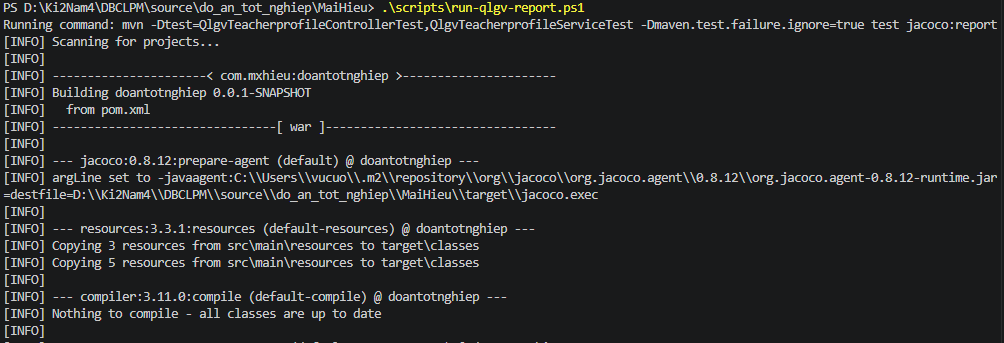 PS D:\Ki2Nam4\DBCLPM\source\do_an_tot_nghiep\MaiHieu> .\scripts\run-qlgv-report.ps1
Running command: mvn -Dtest=QlgvTeacherprofileControllerTest,QlgvTeacherprofileServiceTest -Dmaven.test.failure.ignore=true test jacoco:report
[INFO] Scanning for projects...
[INFO]
[INFO] ----------------------< com.mxhieu:doantotnghiep >----------------------
[INFO] Building doantotnghiep 0.0.1-SNAPSHOT
[INFO]   from pom.xml
[INFO] --------------------------------[ war ]---------------------------------
[INFO]
[INFO] --- jacoco:0.8.12:prepare-agent (default) @ doantotnghiep ---
[INFO] argLine set to -javaagent:C:\\Users\\vucuo\\.m2\\repository\\org\\jacoco\\org.jacoco.agent\\0.8.12\\org.jacoco.agent-0.8.12-runtime.jar
=destfile=D:\\Ki2Nam4\\DBCLPM\\source\\do_an_tot_nghiep\\MaiHieu\\target\\jacoco.exec
[INFO]
[INFO] --- resources:3.3.1:resources (default-resources) @ doantotnghiep ---
[INFO] Copying 3 resources from src\main\resources to target\classes
[INFO] Copying 5 resources from src\main\resources to target\classes
[INFO]
[INFO] --- compiler:3.11.0:compile (default-compile) @ doantotnghiep ---
[INFO] Nothing to compile - all classes are up to date
[INFO]